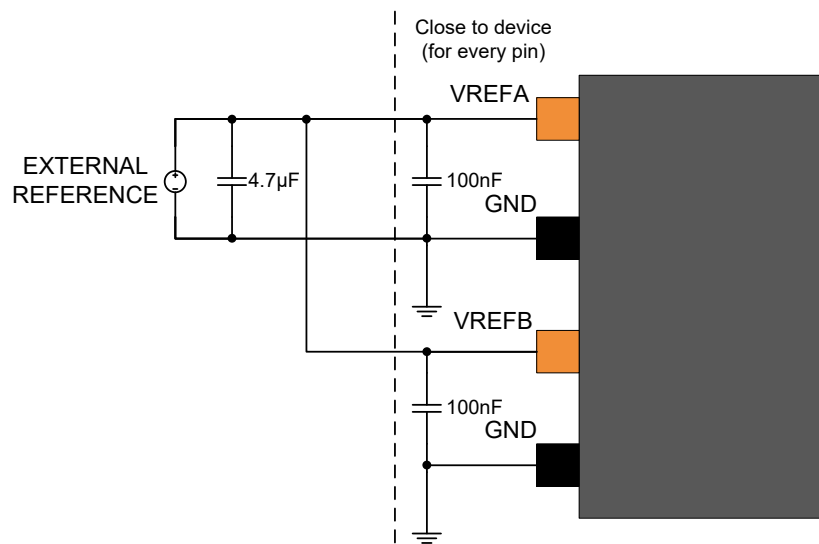 Close to device
(for every pin)
VREFA
EXTERNAL
REFERENCE
+
-
4.7µF
100nF
GND
VREFB
100nF
GND